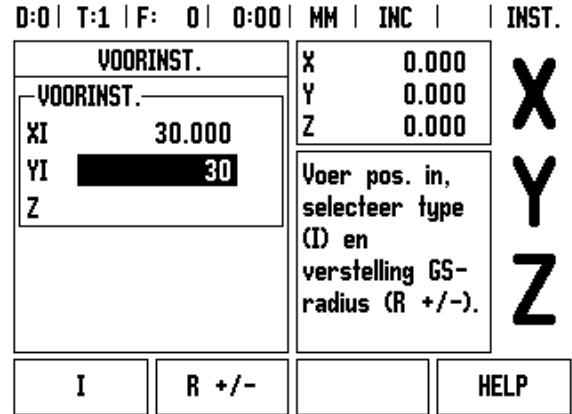 D:0| T:1 |F: 0| 0:00| MM | INC | | INST.
VOORINST.
VOORINST.
XI 30.000
YI 30
Z
X 0.000
Y 0.000
Z 0.000
Voer pos. in,
selecteer type
(I) en
verstelling GS-
radius (R +/-).
X
Y
Z
I
R +/-
HELP